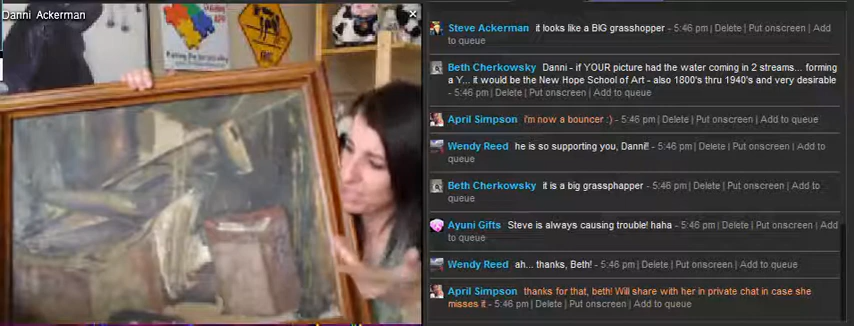 Danni Ackerman
Steve Ackerman it looks like a BIG grasshopper - 5:46 pm | Delete | Put onscreen | Add
to queue
Beth Cherkowsky Danni - if YOUR picture had the water coming in 2 streams... forming
a Y... it would be the New Hope School of Art - also 1800's thru 1940's and very desirable
- 5:46 pm | Delete | Put onscreen | Add to queue
April Simpson i'm now a bouncer :) - 5:46 pm | Delete | Put onscreen | Add to queue
Wendy Reed he is so supporting you, Danni! - 5:46 pm | Delete | Put onscreen | Add to
queue
Beth Cherkowsky it is a big grassphapper - 5:46 pm | Delete | Put onscreen | Add to
queue
Ayuni Gifts Steve is always causing trouble! haha - 5:46 pm | Delete | Put onscreen | Add
to queue
Wendy Reed ah... thanks, Beth! - 5:46 pm | Delete | Put onscreen | Add to queue
April Simpson thanks for that, beth! Will share with her in private chat in case she
misses it - 5:46 pm | Delete | Put onscreen | Add to queue